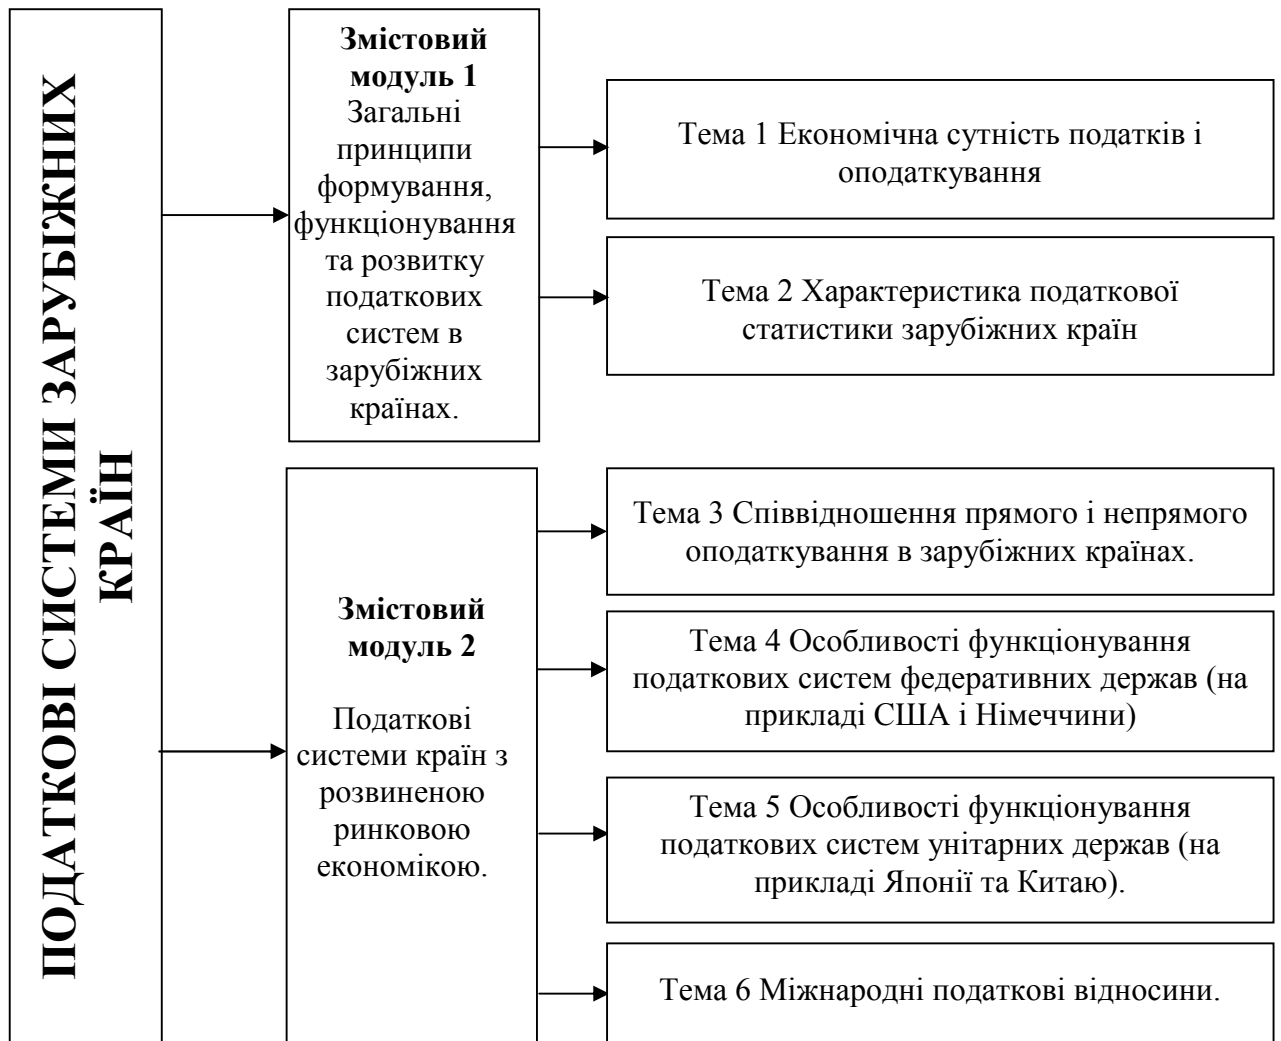 ПОДАТКОВІ СИСТЕМИ ЗАРУБІЖНИХ
КРАЇН
Змістовий
модуль 1
Загальні
принципи
формування,
функціонування
та розвитку
податкових
систем в
зарубіжних
країнах.
Тема 1 Економічна сутність податків і
оподаткування
Тема 2 Характеристика податкової
статистики зарубіжних країн
Змістовий
модуль 2
Податкові
системи країн з
розвиненою
ринковою
економікою.
Тема 3 Співвідношення прямого і непрямого
оподаткування в зарубіжних країнах.
Тема 4 Особливості функціонування
податкових систем федеративних держав (на
прикладі США і Німеччини)
Тема 5 Особливості функціонування
податкових систем унітарних держав (на
прикладі Японії та Китаю).
Тема 6 Міжнародні податкові відносини.